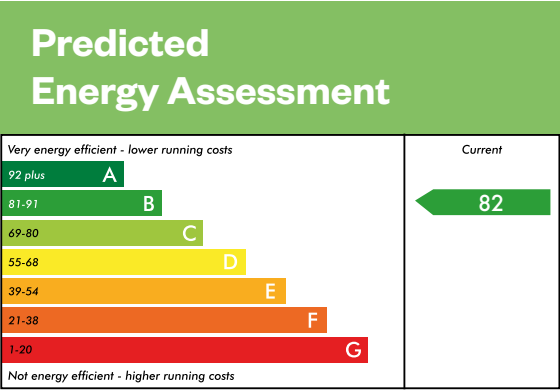 Predicted
Energy Assessment
Very energy efficient - lower running costs
Current
92 plus A
81-91 B
82
69-80 C
55-68 D
39-54 E
21-38 F
1-20 G
Not energy efficient - higher running costs